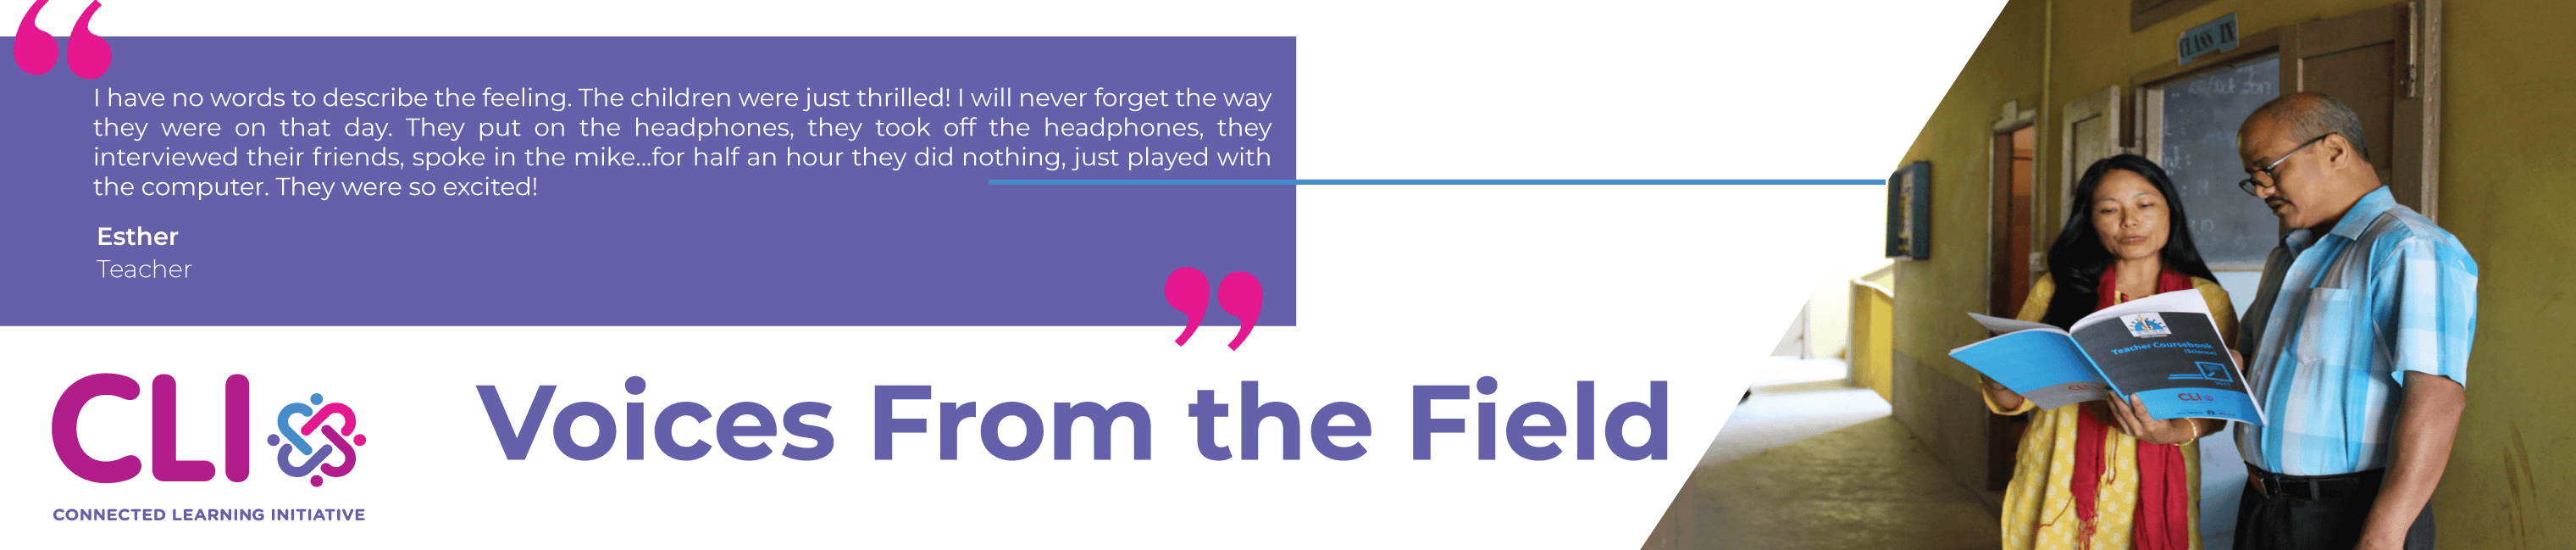 I have no words to describe the feeling. The children were just thrilled! I will never forget the way
they were on that day. They put on the headphones, they took off the headphones, they
interviewed their friends, spoke in the mike...for half an hour they did nothing, just played with
the computer. They were so excited!
Esther
Teacher
CLI
CONNECTED LEARNING INITIATIVE
Voices From the Field
CLASS IX
Teacher Coursebook
(Science)
2017
CLI